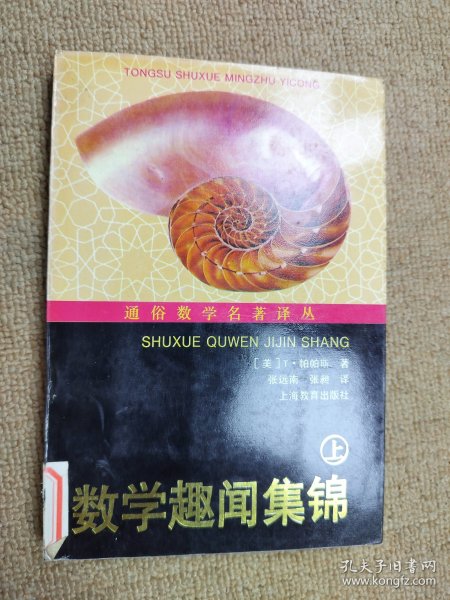 TONGSU SHUXUE MINGZHU YICONG
通俗数学名著译丛
SHUXUE QUWEN JIJIN SHANG
[美]T·帕帕斯 著
张远南 张昶 译
上海教育出版社
上
数学趣闻集锦
孔夫子旧书网
www.kongfz.com